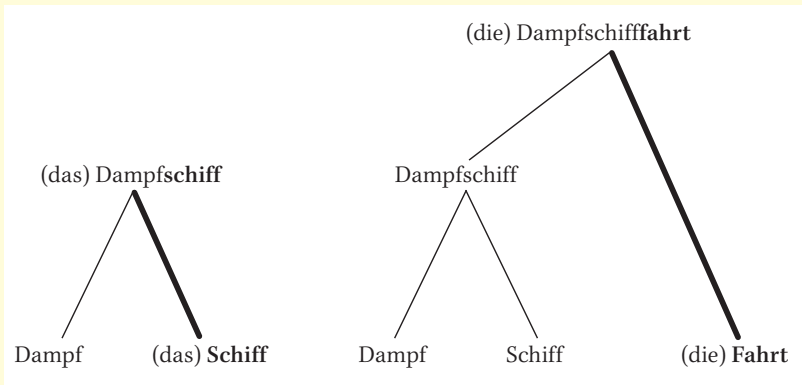 (die) Dampfschifffahrt
(das) Dampfschiff
Dampfschiff
Dampf
(das) Schiff
Dampf
Schiff
(die) Fahrt